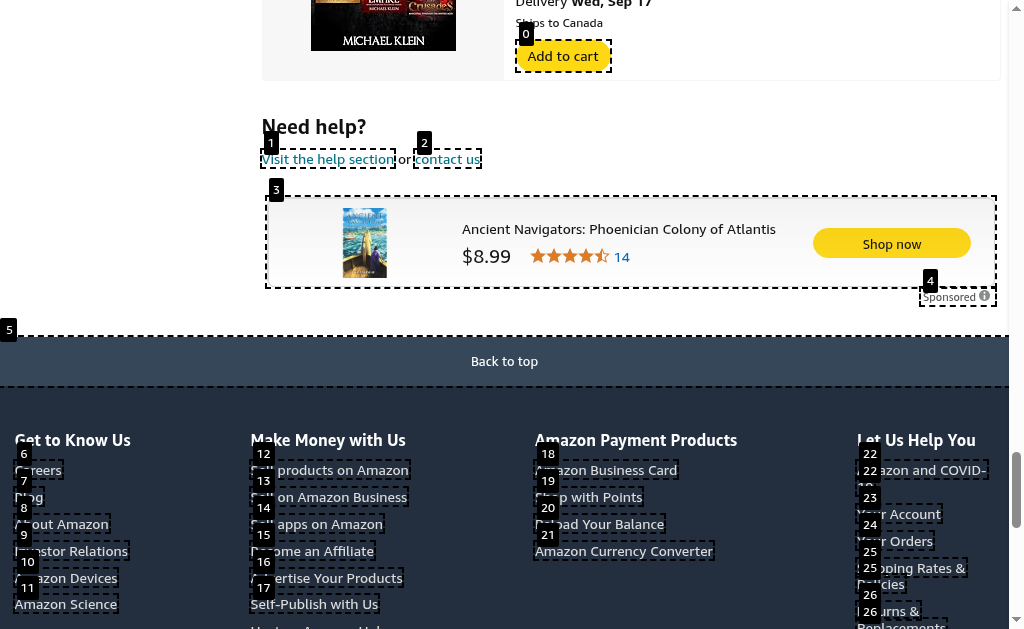 EMPIRE
Crusades
MICHAEL KLEIN
MICHAEL KLEIN
Delivery Wed, Sep 17
Ships to Canada
0
Add to cart
Need help?
1
2
Visit the help section or contact us
3
Ancient Navigators: Phoenician Colony of Atlantis
$8.99
14
Shop now
4
Sponsored
5
Back to top
Get to Know Us
6
Careers
7
Blog
8
About Amazon
9
Investor Relations
10
Amazon Devices
11
Amazon Science
Make Money with Us
12
Sell products on Amazon
13
Sell on Amazon Business
14
Sell apps on Amazon
15
Become an Affiliate
16
Advertise Your Products
17
Self-Publish with Us
Amazon Payment Products
18
Amazon Business Card
19
Shop with Points
20
Reload Your Balance
21
Amazon Currency Converter
Let Us Help You
22
22
Amazon and COVID-
19
23
Your Account
24
Your Orders
25
25
Shipping Rates &
Policies
26
26
Returns &
Replacements